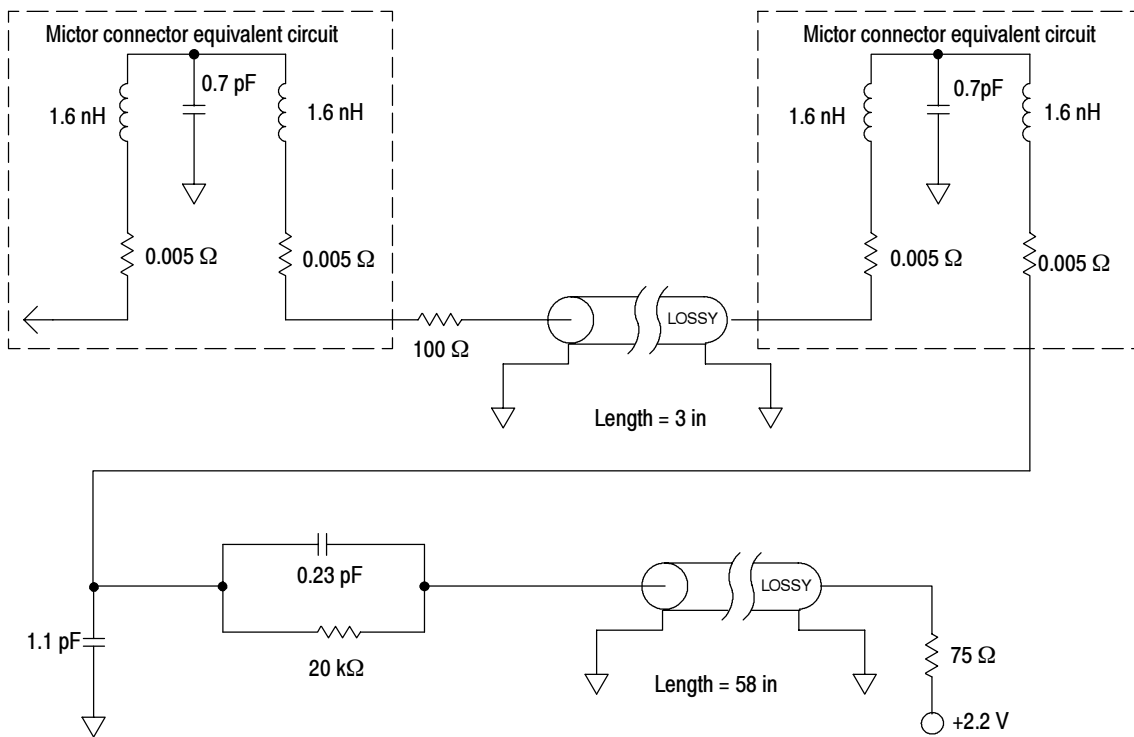 Mictor connector equivalent circuit
0.7 pF
1.6 nH
1.6 nH
0.005 Ω
0.005 Ω
100 Ω
LOSSY
Length = 3 in
Mictor connector equivalent circuit
0.7pF
1.6 nH
1.6 nH
0.005 Ω
0.005 Ω
1.1 pF
0.23 pF
20 kΩ
LOSSY
Length = 58 in
75 Ω
+2.2 V